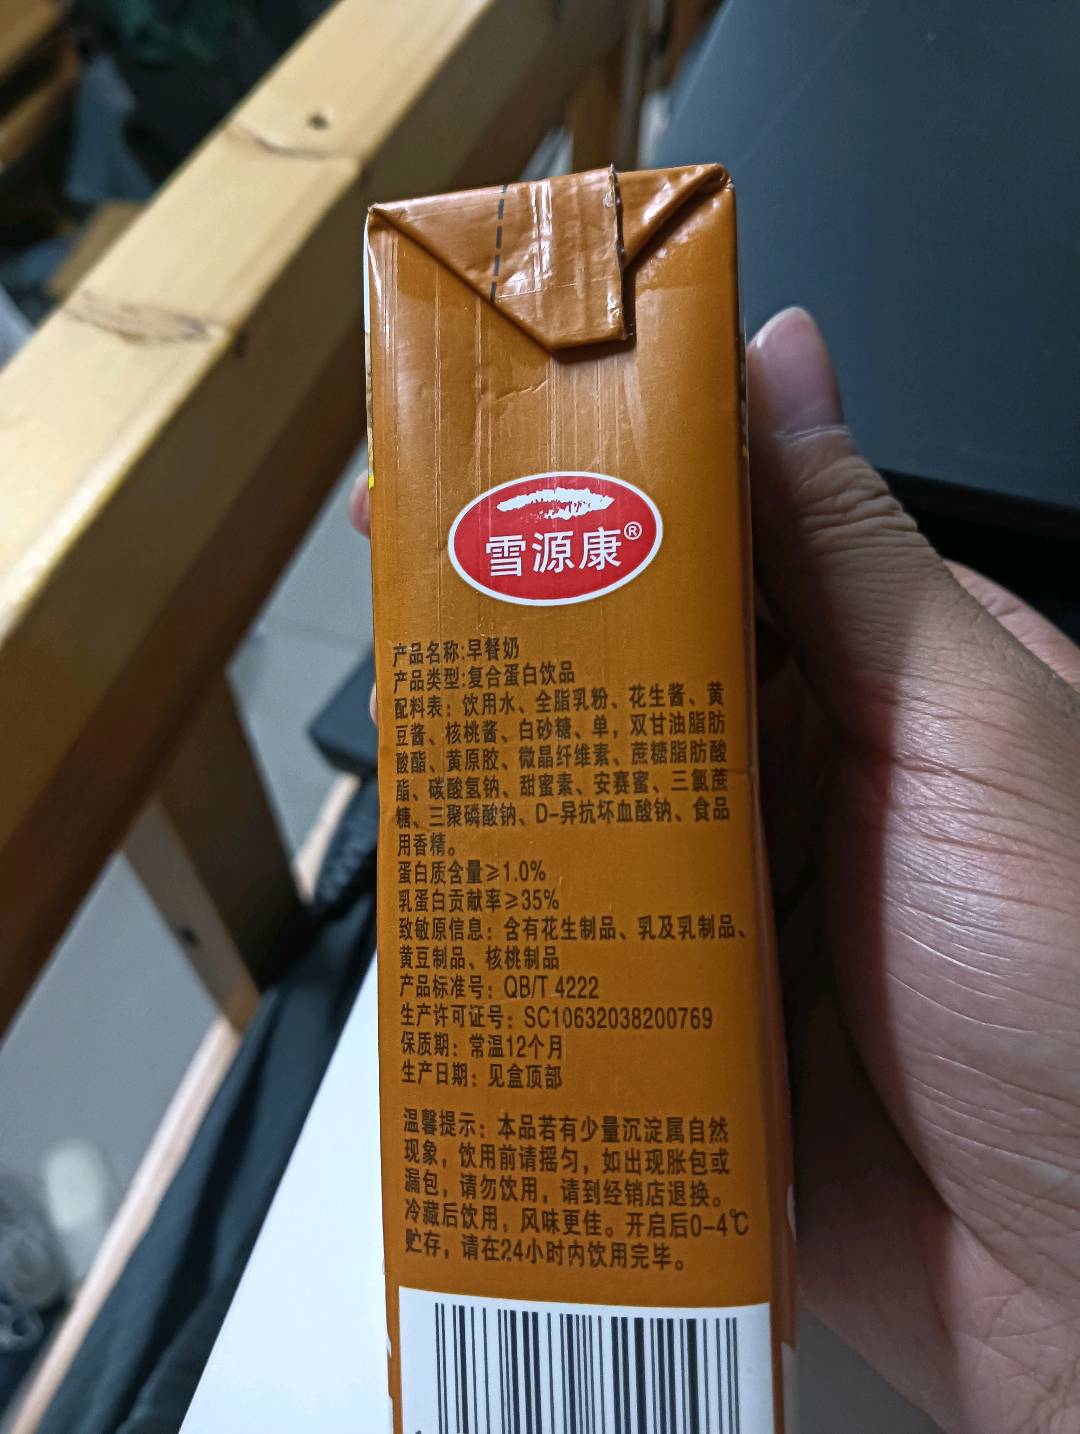 雪源康®
产品名称:早餐奶
产品类型:复合蛋白饮品
配料表：饮用水、全脂乳粉、花生酱、黄
豆酱、核桃酱、白砂糖、单，双甘油脂肪
酸酯、黄原胶、微晶纤维素、蔗糖脂肪酸
酯、碳酸氢钠、甜蜜素、安赛蜜、三氯蔗
糖、三聚磷酸钠、D-异抗坏血酸钠、食品
用香精。
蛋白质含量≥1.0%
乳蛋白贡献率≥35%
致敏原信息：含有花生制品、乳及乳制品、
黄豆制品、核桃制品
产品标准号：QB/T 4222
生产许可证号：SC10632038200769
保质期：常温12个月
生产日期：见盒顶部
温馨提示：本品若有少量沉淀属自然
现象，饮用前请摇匀，如出现胀包或
漏包，请勿饮用，请到经销店退换。
冷藏后饮用，风味更佳。开启后0-4℃
贮存，请在24小时内饮用完毕。